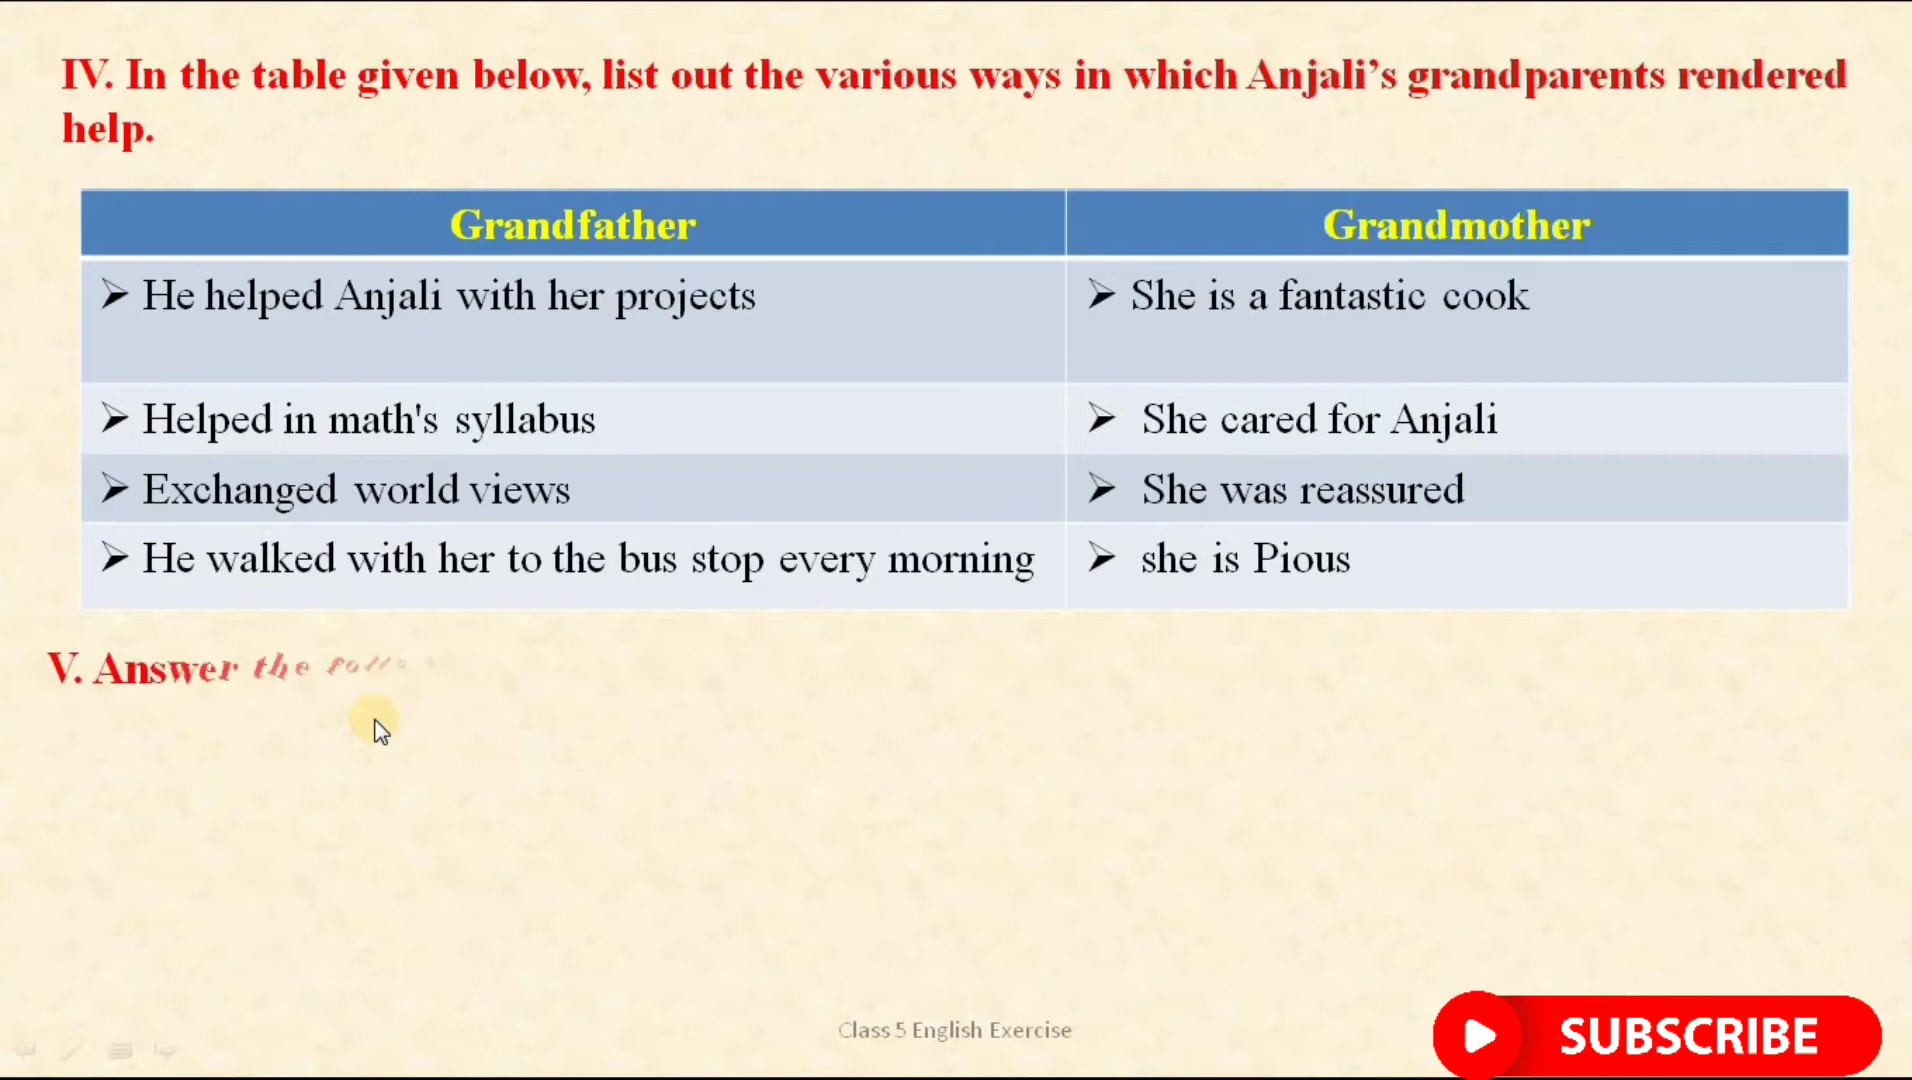 IV. In the table given below, list out the various ways in which Anjali’s grandparents rendered
help.
Grandfather
Grandmother
➢ He helped Anjali with her projects
➢ She is a fantastic cook
➢ Helped in math's syllabus
➢ She cared for Anjali
➢ Exchanged world views
➢ She was reassured
➢ He walked with her to the bus stop every morning
➢ she is Pious
V. Answer the
Class 5 English Exercise
SUBSCRIBE